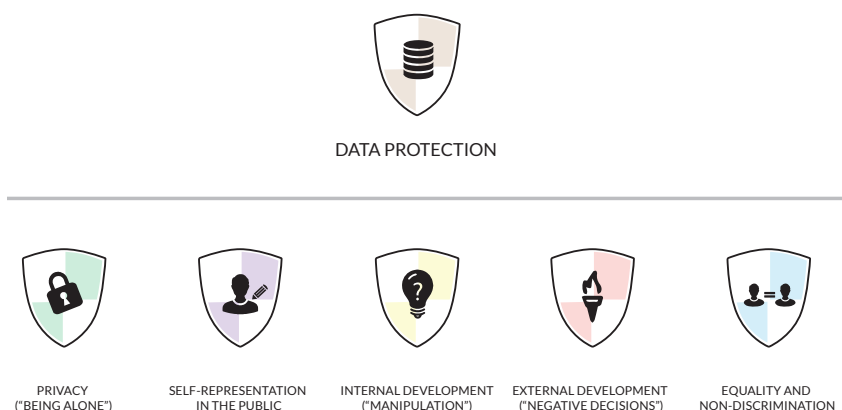 DATA PROTECTION
?
PRIVACY
("BEING ALONE")
SELF-REPRESENTATION
IN THE PUBLIC
INTERNAL DEVELOPMENT
("MANIPULATION")
EXTERNAL DEVELOPMENT
("NEGATIVE DECISIONS")
EQUALITY AND
NON-DISCRIMINATION